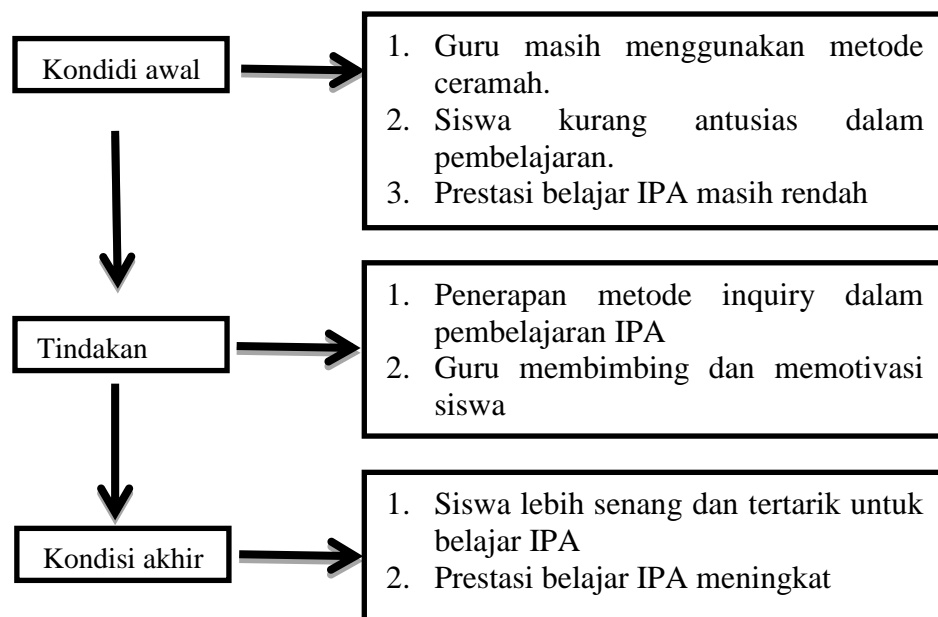 Kondidi awal
1. Guru masih menggunakan metode
ceramah.
2. Siswa kurang antusias dalam
pembelajaran.
3. Prestasi belajar IPA masih rendah
Tindakan
1. Penerapan metode inquiry dalam
pembelajaran IPA
2. Guru membimbing dan memotivasi
siswa
Kondisi akhir
1. Siswa lebih senang dan tertarik untuk
belajar IPA
2. Prestasi belajar IPA meningkat